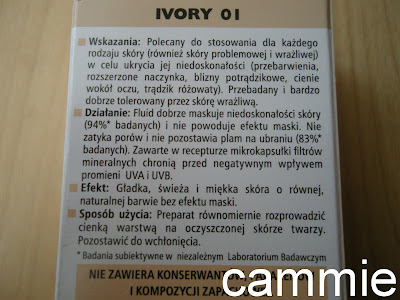 IVORY 01
Wskazania: Polecany do stosowania dla każdego
rodzaju skóry (również skóry problemowej i wrażliwej)
w celu ukrycia jej niedoskonałości (przebarwienia,
rozszerzone naczynka, blizny potrądzikowe, cienie
wokół oczu, trądzik różowaty). Przebadany i bardzo
dobrze tolerowany przez skórę wrażliwą.
Działanie: Fluid dobrze maskuje niedoskonałości skóry
(94%* badanych) i nie powoduje efektu maski. Nie
zatyka porów i nie pozostawia plam na ubraniu (83%*
badanych). Zawarte w recepturze mikrokapsułki filtrów
mineralnych chronią przed negatywnym wpływem
promieni UVA i UVB.
Efekt: Gładka, świeża i miękka skóra o równej,
naturalnej barwie bez efektu maski.
Sposób użycia: Preparat równomiernie rozprowadzić
cienką warstwą na oczyszczonej skórze twarzy.
Pozostawić do wchłonięcia.
* Badania subiektywne w niezależnym Laboratorium Badawczym
NIE ZAWIERA KONSERWANT
I KOMPOZYCJI ZAPA
cammie